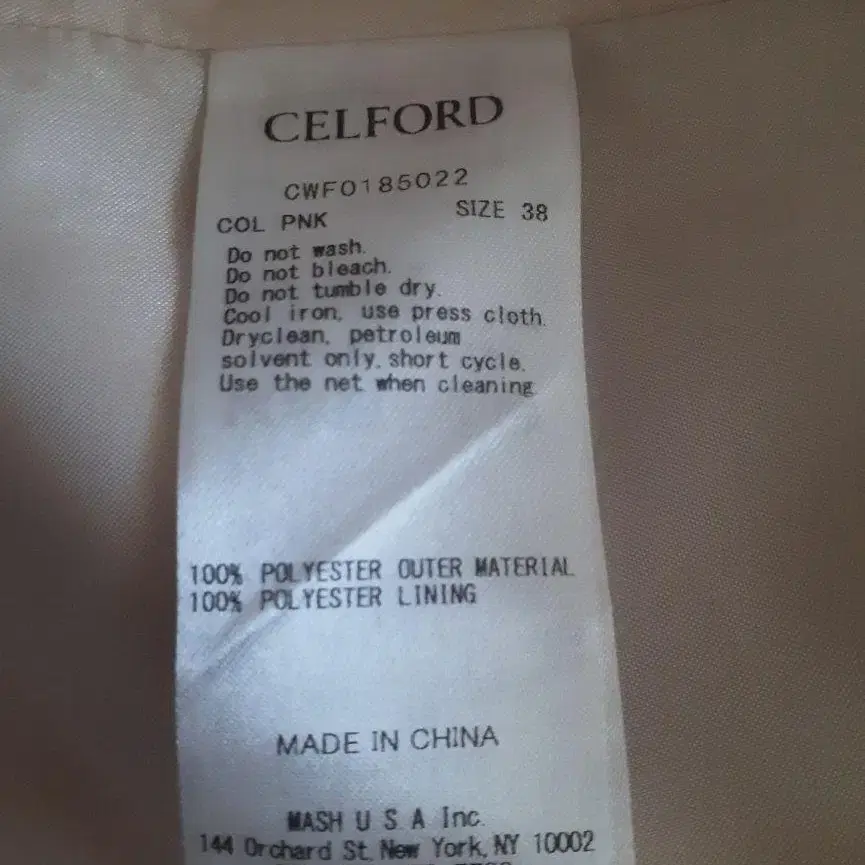 CELFORD
CWFO185022
COL PNK SIZE 38
Do not wash.
Do not bleach.
Do not tumble dry.
Cool iron, use press cloth.
Dryclean, petroleum
solvent only, short cycle.
Use the net when cleaning
100% POLYESTER OUTER MATERIAL
100% POLYESTER LINING
MADE IN CHINA
MASH U S A Inc.
144 Orchard St. New York, NY 10002